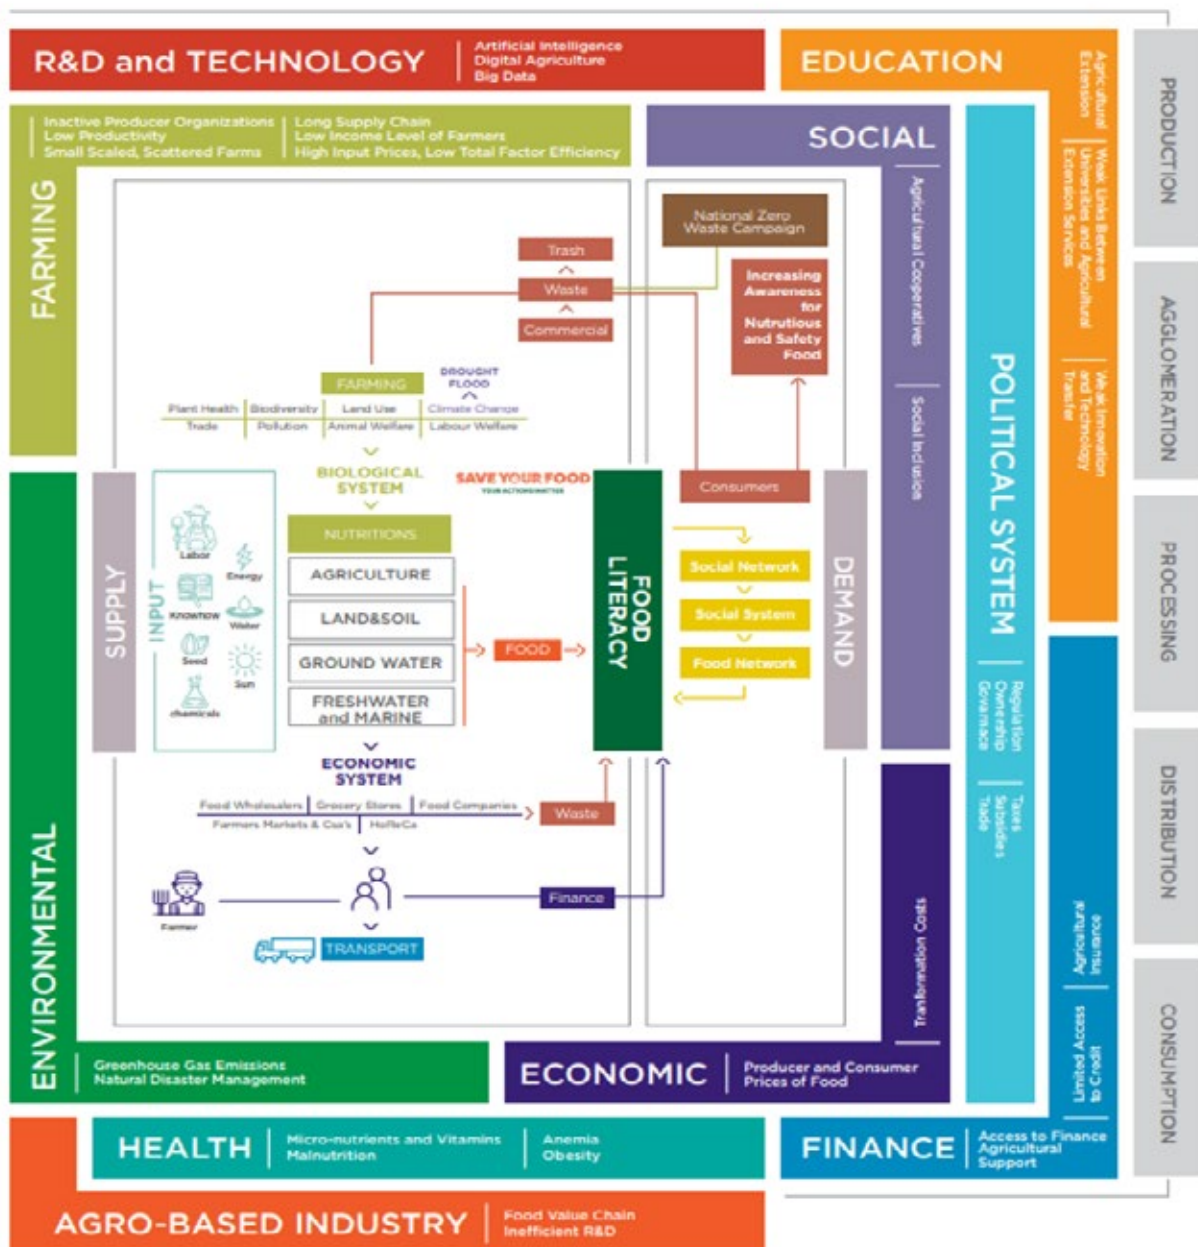 R&D and TECHNOLOGY
Artificial Intelligence
Digital Agriculture
Big Data
EDUCATION
Agricultural
Extension
Weak Links Between
Universities and Agricultural
Extension Services
Weak Innovation
and Technology
Transfer
PRODUCTION
AGGLOMERATION
PROCESSING
DISTRIBUTION
CONSUMPTION
FARMING
Inactive Producer Organizations
Low Productivity
Small Scaled, Scattered Farms
Long Supply Chain
Low Income Level of Farmers
High Input Prices, Low Total Factor Efficiency
SOCIAL
Agricultural Cooperatives
Social Inclusion
POLITICAL SYSTEM
Regulation
Ownership
Govarnace
Taxes
Subsidies
Trade
National Zero
Waste Campaign
Trash
Waste
Commercial
Increasing
Awareness
for
Nutrutious
and Safety
Food
FARMING
DROUGHT
FLOOD
Plant Health
Biodiversity
Land Use
Climate Change
Trade
Pollution
Animal Welfare
Labour Welfare
BIOLOGICAL
SYSTEM
SAVE YOUR FOOD
YOUR ACTIONS MATTER
Consumers
SUPPLY
INPUT
Labor
Energy
Knowhow
Water
Seed
Sun
chemicals
NUTRITIONS
AGRICULTURE
LAND&SOIL
GROUND WATER
FRESHWATER
and MARINE
FOOD
FOOD
LITERACY
Social Network
Social System
Food Network
DEMAND
ECONOMIC
SYSTEM
Food Wholesalers
Grocery Stores
Food Companies
Farmers Markets & Csa's
HoReCa
Waste
Farmer
Finance
TRANSPORT
ENVIRONMENTAL
Greenhouse Gas Emissions
Natural Disaster Management
ECONOMIC
Producer and Consumer
Prices of Food
Tranformation Costs
HEALTH
Micro-nutrients and Vitamins
Malnutrition
Anemia
Obesity
FINANCE
Access to Finance
Agricultural
Support
Agricultural
Insurance
Limited Access
to Credit
AGRO-BASED INDUSTRY
Food Value Chain
Inefficient R&D